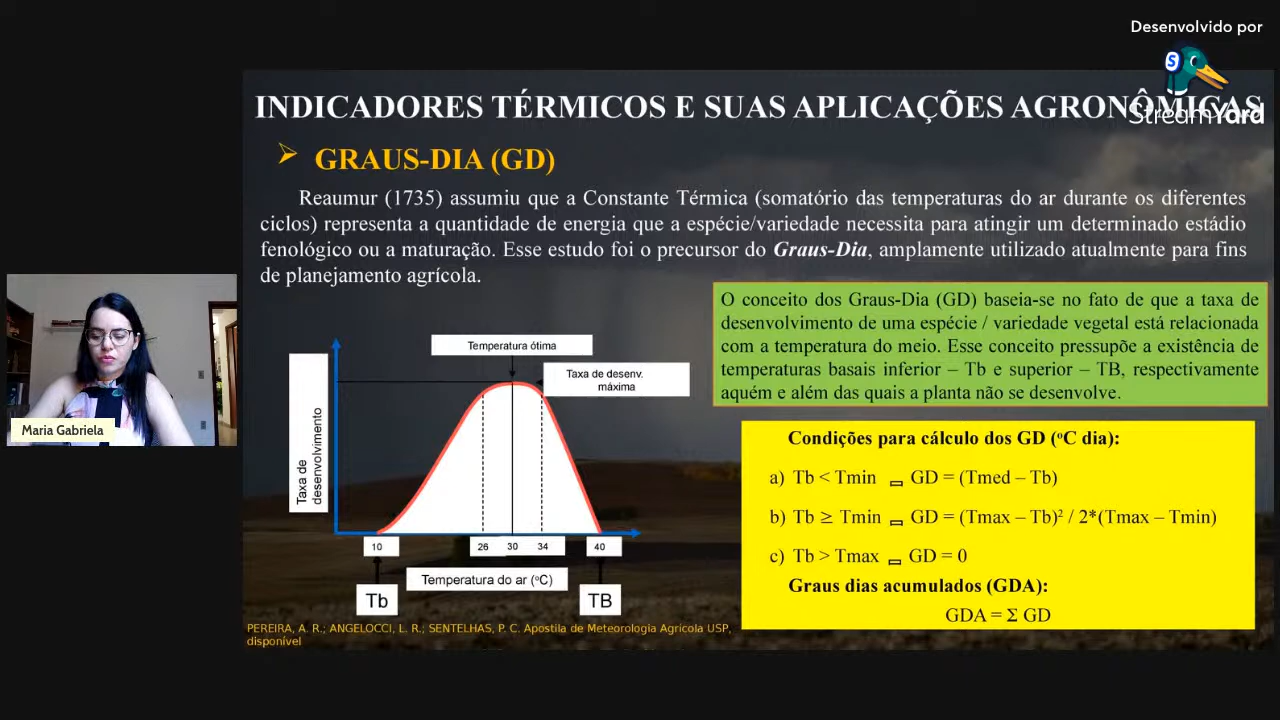 Desenvolvido por
StreamYard
INDICADORES TÉRMICOS E SUAS APLICAÇÕES AGRONÔMICAS
GRAUS-DIA (GD)
Reaumur (1735) assumiu que a Constante Térmica (somatório das temperaturas do ar durante os diferentes
ciclos) representa a quantidade de energia que a espécie/variedade necessita para atingir um determinado estádio
fenológico ou a maturação. Esse estudo foi o precursor do Graus-Dia, amplamente utilizado atualmente para fins
de planejamento agrícola.
O conceito dos Graus-Dia (GD) baseia-se no fato de que a taxa de
desenvolvimento de uma espécie / variedade vegetal está relacionada
com a temperatura do meio. Esse conceito pressupõe a existência de
temperaturas basais inferior – Tb e superior – TB, respectivamente
aquém e além das quais a planta não se desenvolve.
Temperatura ótima
Taxa de desenv.
máxima
Taxa de
desenvolvimento
10 26 30 34 40
Temperatura do ar (ºC)
Tb TB
Condições para cálculo dos GD (ºC dia):
a) Tb < Tmin GD = (Tmed – Tb)
b) Tb ≥ Tmin GD = (Tmax – Tb)² / 2*(Tmax – Tmin)
c) Tb > Tmax GD = 0
Graus dias acumulados (GDA):
GDA = Σ GD
PEREIRA, A. R.; ANGELOCCI, L. R.; SENTELHAS, P. C. Apostila de Meteorologia Agrícola USP,
disponível
Maria Gabriela